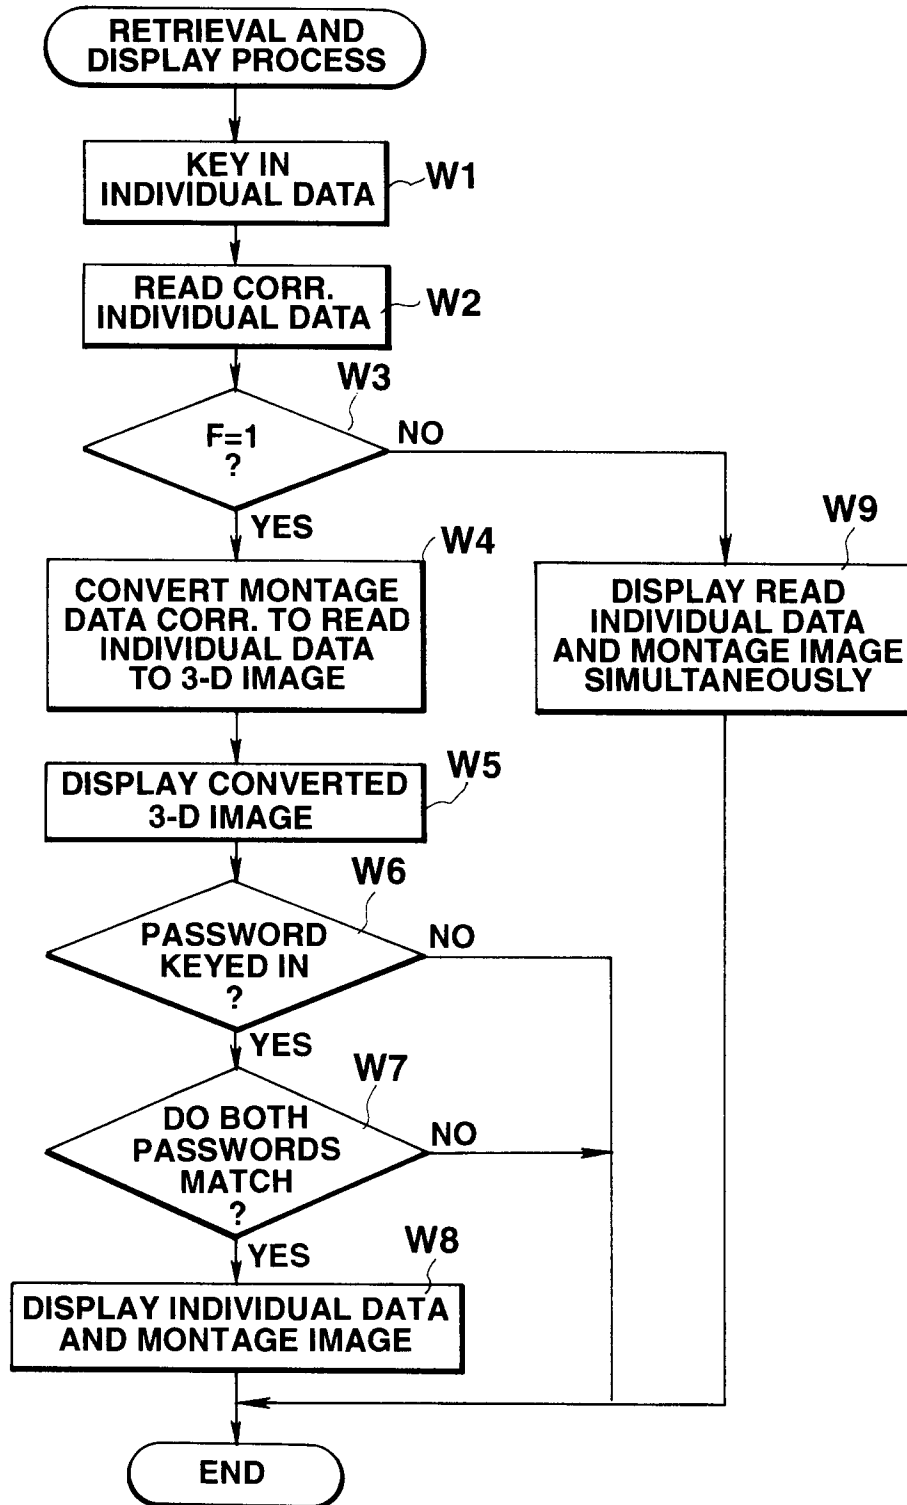 RETRIEVAL AND
DISPLAY PROCESS
KEY IN
INDIVIDUAL DATA
W1
READ CORR.
INDIVIDUAL DATA
W2
W3
F=1
?
NO
YES
W4
CONVERT MONTAGE
DATA CORR. TO READ
INDIVIDUAL DATA
TO 3-D IMAGE
W9
DISPLAY READ
INDIVIDUAL DATA
AND MONTAGE IMAGE
SIMULTANEOUSLY
W5
DISPLAY CONVERTED
3-D IMAGE
W6
PASSWORD
KEYED IN
?
NO
YES
W7
DO BOTH
PASSWORDS
MATCH
?
NO
YES
W8
DISPLAY INDIVIDUAL DATA
AND MONTAGE IMAGE
END